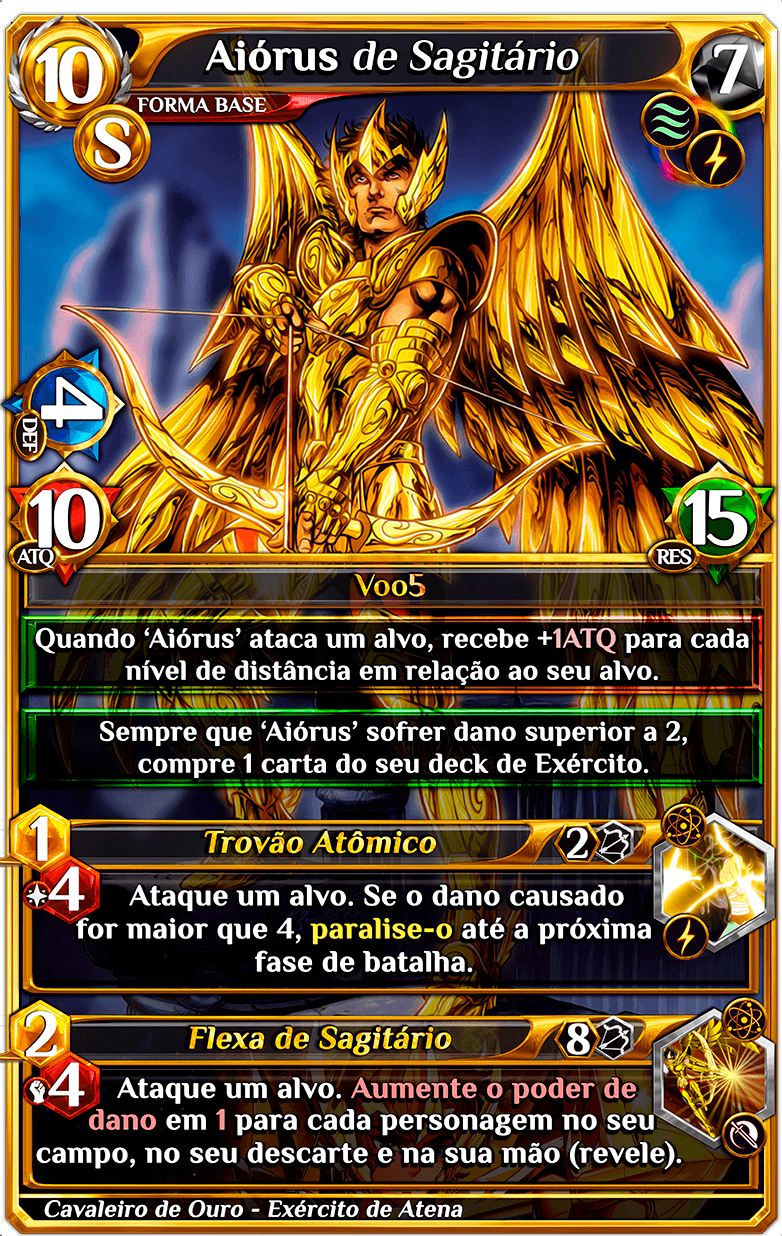 10
Aiórus de Sagitário
7
FORMA BASE
S
4
DEF
10
ATQ
15
RES
Voo5
Quando ‘Aiórus’ ataca um alvo, recebe +1ATQ para cada
nível de distância em relação ao seu alvo.
Sempre que ‘Aiórus’ sofrer dano superior a 2,
compre 1 carta do seu deck de Exército.
1
Trovão Atômico
2
4
Ataque um alvo. Se o dano causado
for maior que 4, paralise-o até a próxima
fase de batalha.
2
Flexa de Sagitário
8
4
Ataque um alvo. Aumente o poder de
dano em 1 para cada personagem no seu
campo, no seu descarte e na sua mão (revele).
Cavaleiro de Ouro - Exército de Atena